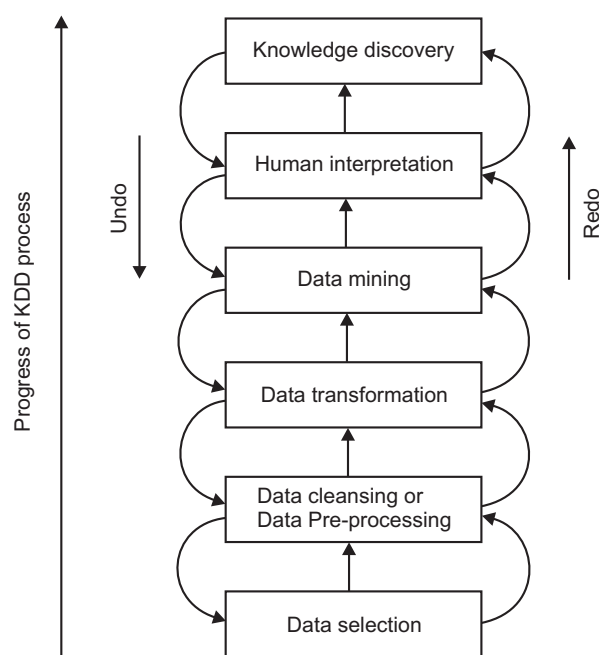 Knowledge discovery
Human interpretation
Data mining
Data transformation
Data cleansing or
Data Pre-processing
Data selection
Progress of KDD process
Undo
Redo